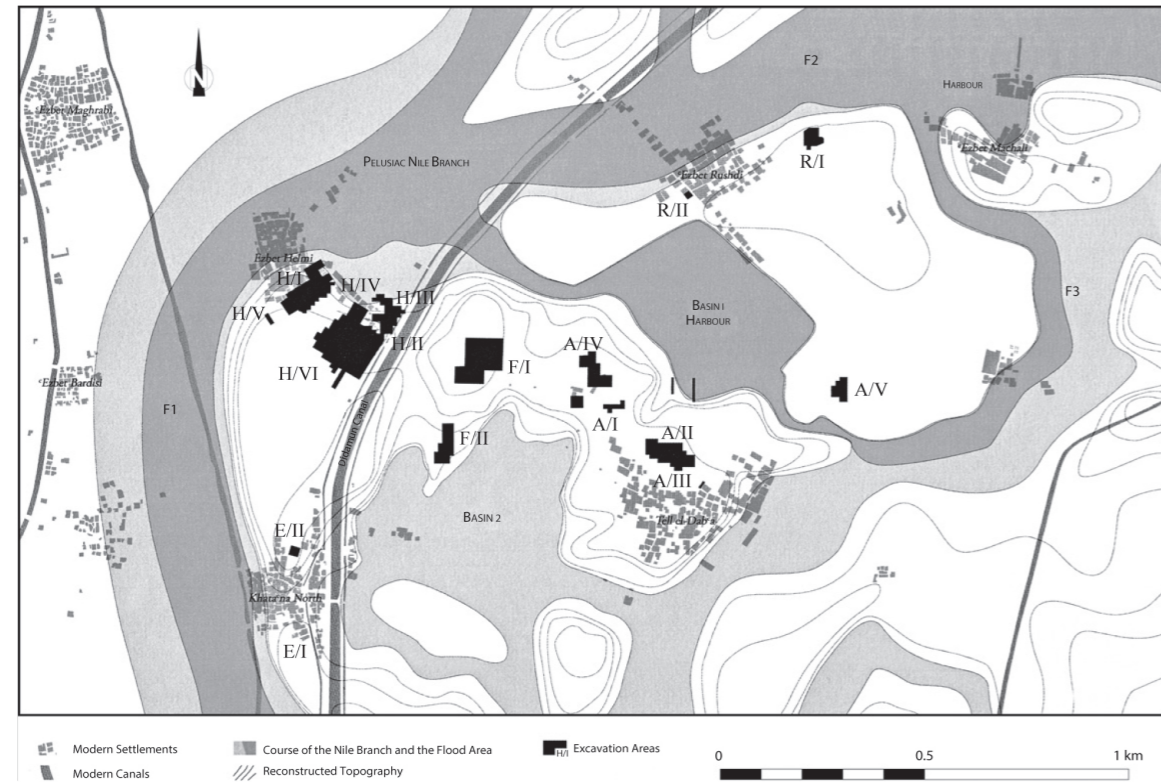 F2
HARBOUR
Ezbet Maghrabi
R/I
Ezbet Machali
PELUSIAC NILE BRANCH
Ezbet Rushdi
R/II
Ezbet Helmi
H/I
H/IV
H/III
F3
H/V
BASIN I
HARBOUR
H/II
A/IV
H/VI
F/I
Ezbet Bardisi
A/V
F1
A/I
Didamun Canal
F/II
A/II
A/III
BASIN 2
Tell el-Dab'a
E/II
Khata'na North
E/I
N
Modern Settlements
Course of the Nile Branch and the Flood Area
H/I
Excavation Areas
0
0.5
1 km
Modern Canals
Reconstructed Topography